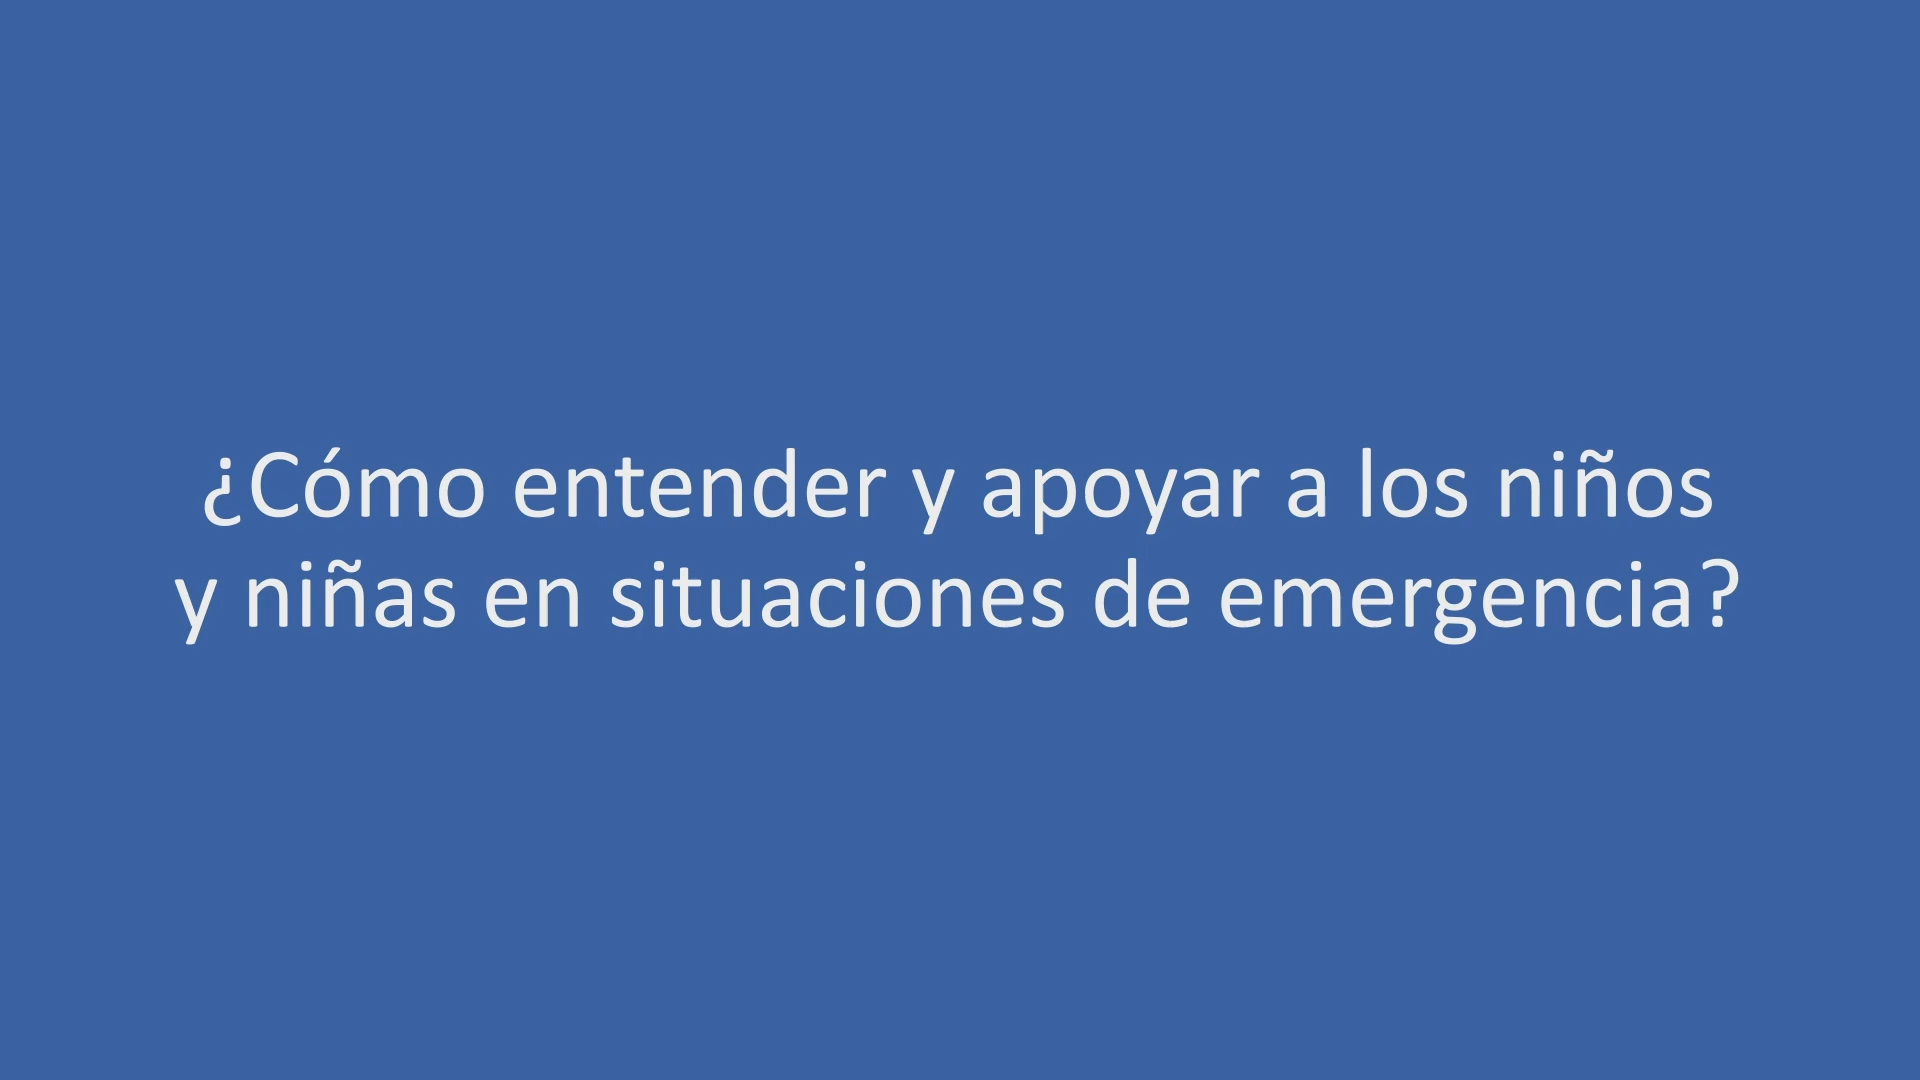 ¿Cómo entender y apoyar a los niños
y niñas en situaciones de emergencia?